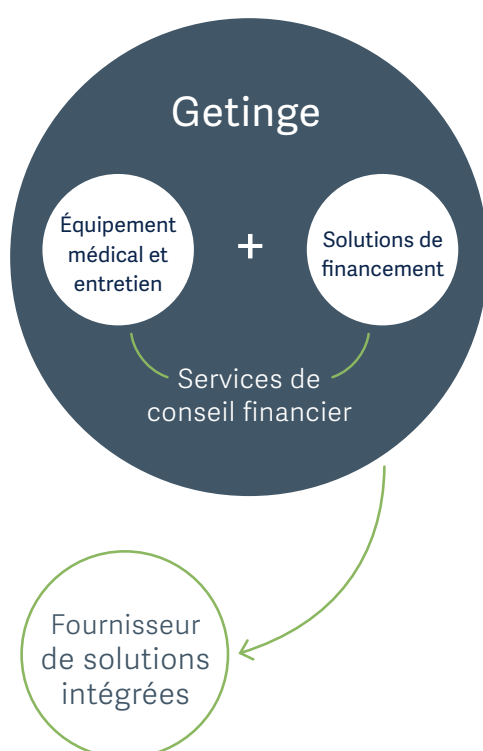 Getinge
Équipement
médical et
entretien
+
Solutions de
financement
Services de
conseil financier
Fournisseur
de solutions
intégrées